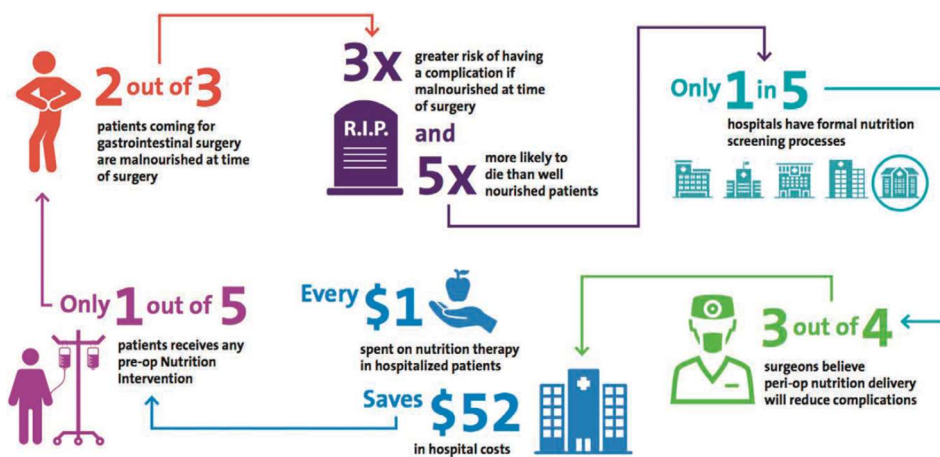 2 out of 3
patients coming for
gastrointestinal surgery
are malnourished at time
of surgery
3x
greater risk of having
a complication if
malnourished at time
of surgery
R.I.P.
and
5x
more likely to
die than well
nourished patients
Only 1 in 5
hospitals have formal nutrition
screening processes
3 out of 4
surgeons believe
peri-op nutrition delivery
will reduce complications
Every $1
spent on nutrition therapy
in hospitalized patients
Saves $52
in hospital costs
Only 1 out of 5
patients receives any
pre-op Nutrition
Intervention